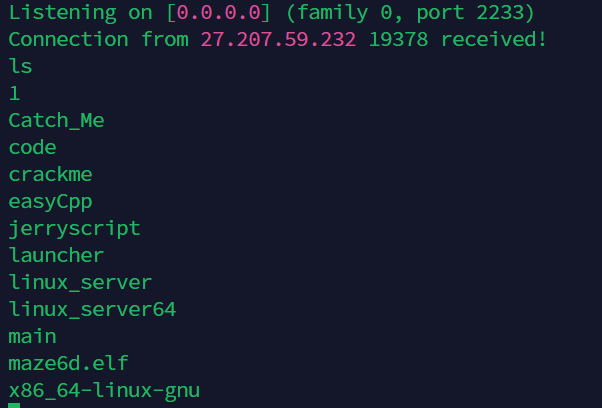 Listening on [0.0.0.0] (family 0, port 2233)
Connection from 27.207.59.232 19378 received!
ls
1
Catch_Me
code
crackme
easyCpp
jerryscript
launcher
linux_server
linux_server64
main
maze6d.elf
x86_64-linux-gnu